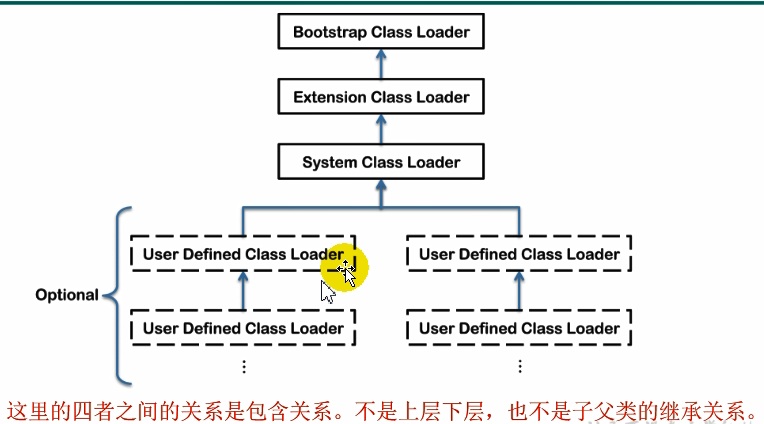 Bootstrap Class Loader
Extension Class Loader
System Class Loader
User Defined Class Loader
User Defined Class Loader
Optional
User Defined Class Loader
User Defined Class Loader
这里的四者之间的关系是包含关系。不是上层下层，也不是子父类的继承关系。